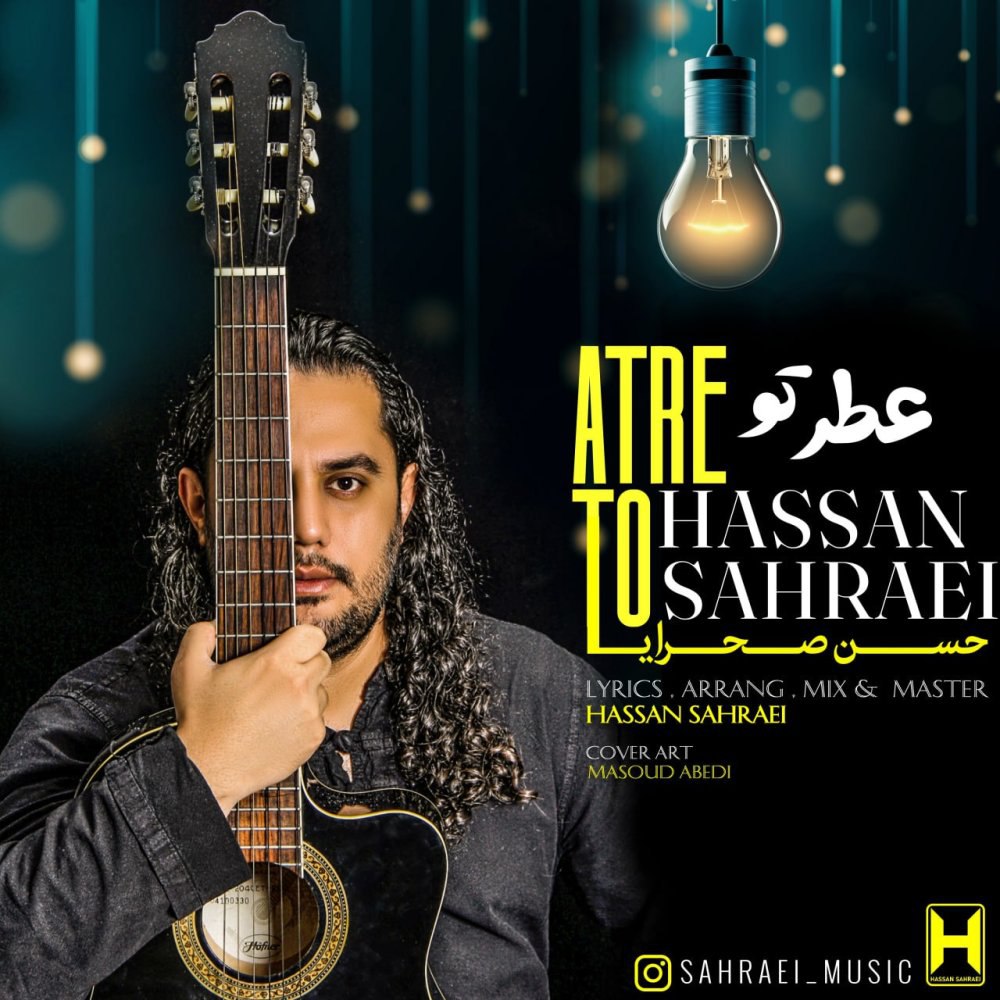 ATRE
عطر تو
TO
HASSAN
SAHRAEI
حسن صحرایی
LYRICS , ARRANG , MIX & MASTER
HASSAN SAHRAEI
COVER ART
MASOUD ABEDI
Höfner
SAHRAEI_MUSIC
H
HASSAN SAHRAEI